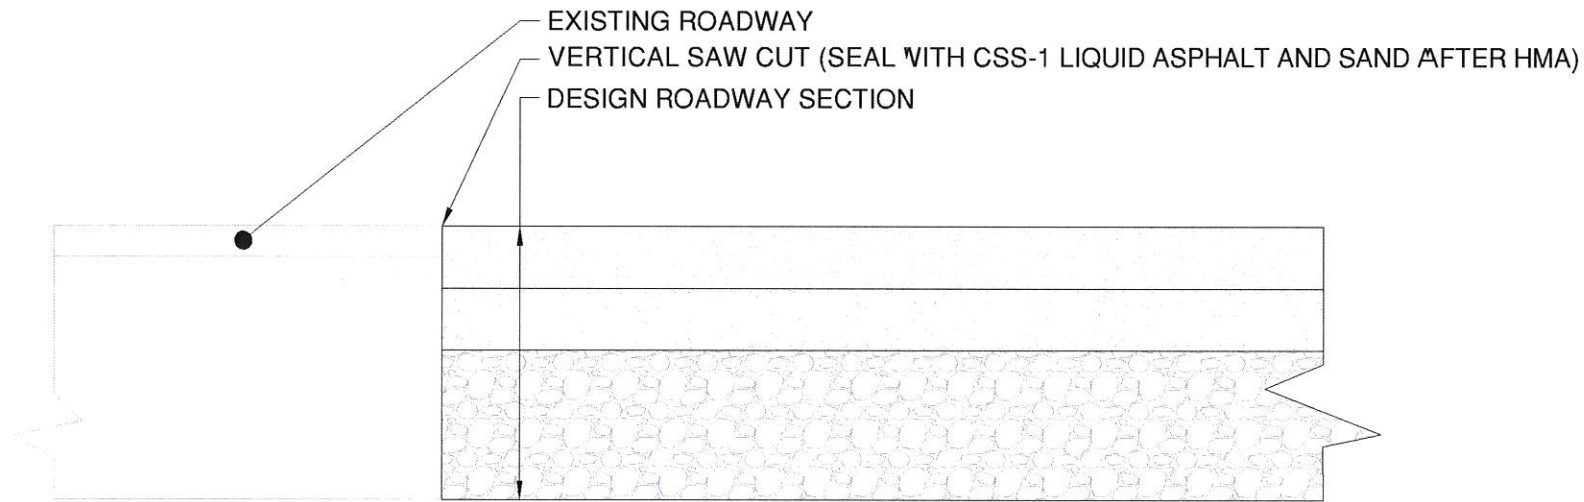 EXISTING ROADWAY
VERTICAL SAW CUT (SEAL WITH CSS-1 LIQUID ASPHALT AND SAND AFTER HMA)
DESIGN ROADWAY SECTION